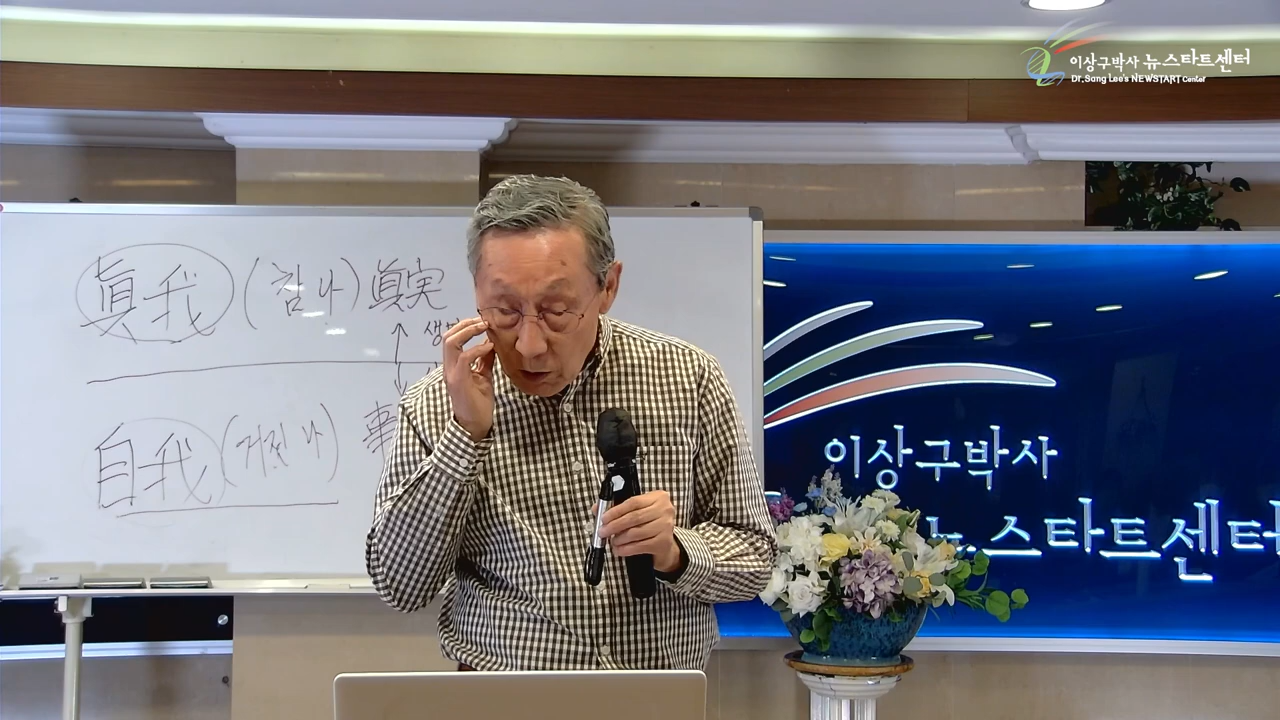 이상구박사 뉴스타트센터
Dr. Sang Lee's NEWSTART Center
眞我 (참나) 眞実
自我 (거짓나)
이상구박사
뉴스타트센터